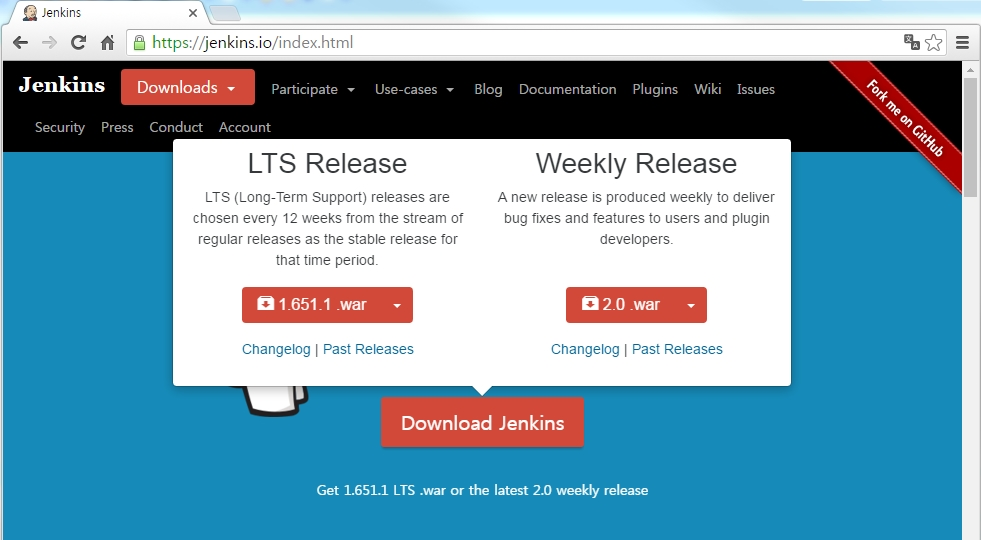 Jenkins
https://jenkins.io/index.html
Jenkins
Downloads
Participate
Use-cases
Blog
Documentation
Plugins
Wiki
Issues
Security
Press
Conduct
Account
Fork me on GitHub
LTS Release
LTS (Long-Term Support) releases are
chosen every 12 weeks from the stream of
regular releases as the stable release for
that time period.
1.651.1 .war
Changelog | Past Releases
Weekly Release
A new release is produced weekly to deliver
bug fixes and features to users and plugin
developers.
2.0 .war
Changelog | Past Releases
Download Jenkins
Get 1.651.1 LTS .war or the latest 2.0 weekly release